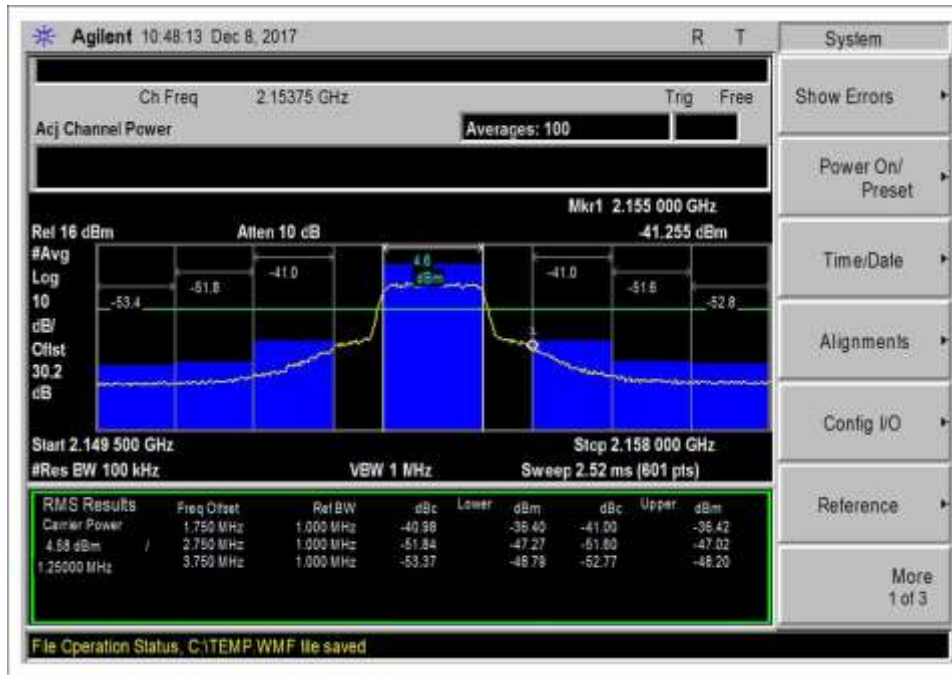 Agilent 10:48:13 Dec 8, 2017 R T
Ch Freq 2.15375 GHz Trig Free
Acj Channel Power Averages: 100
Mkr1 2.155 000 GHz
Ref 16 dBm Atten 10 dB -41.255 dBm
#Avg
Log
10
dB/
Offst
30.2
dB
4.6
dBm
-53.4 -51.8 -41.0 -41.0 -51.6 -52.8
1
Start 2.149 500 GHz Stop 2.158 000 GHz
#Res BW 100 kHz VBW 1 MHz Sweep 2.52 ms (601 pts)
RMS Results Freq Offset Ref BW dBc Lower dBm dBc Upper dBm
Carrier Power 1.750 MHz 1.000 MHz -40.98 -36.40 -41.00 -36.42
4.58 dBm / 2.750 MHz 1.000 MHz -51.84 -47.27 -51.60 -47.02
1.25000 MHz 3.750 MHz 1.000 MHz -53.37 -48.79 -52.77 -48.20
File Operation Status, C:\TEMP.WMF file saved
System
Show Errors
Power On/
Preset
Time/Date
Alignments
Config I/O
Reference
More
1 of 3